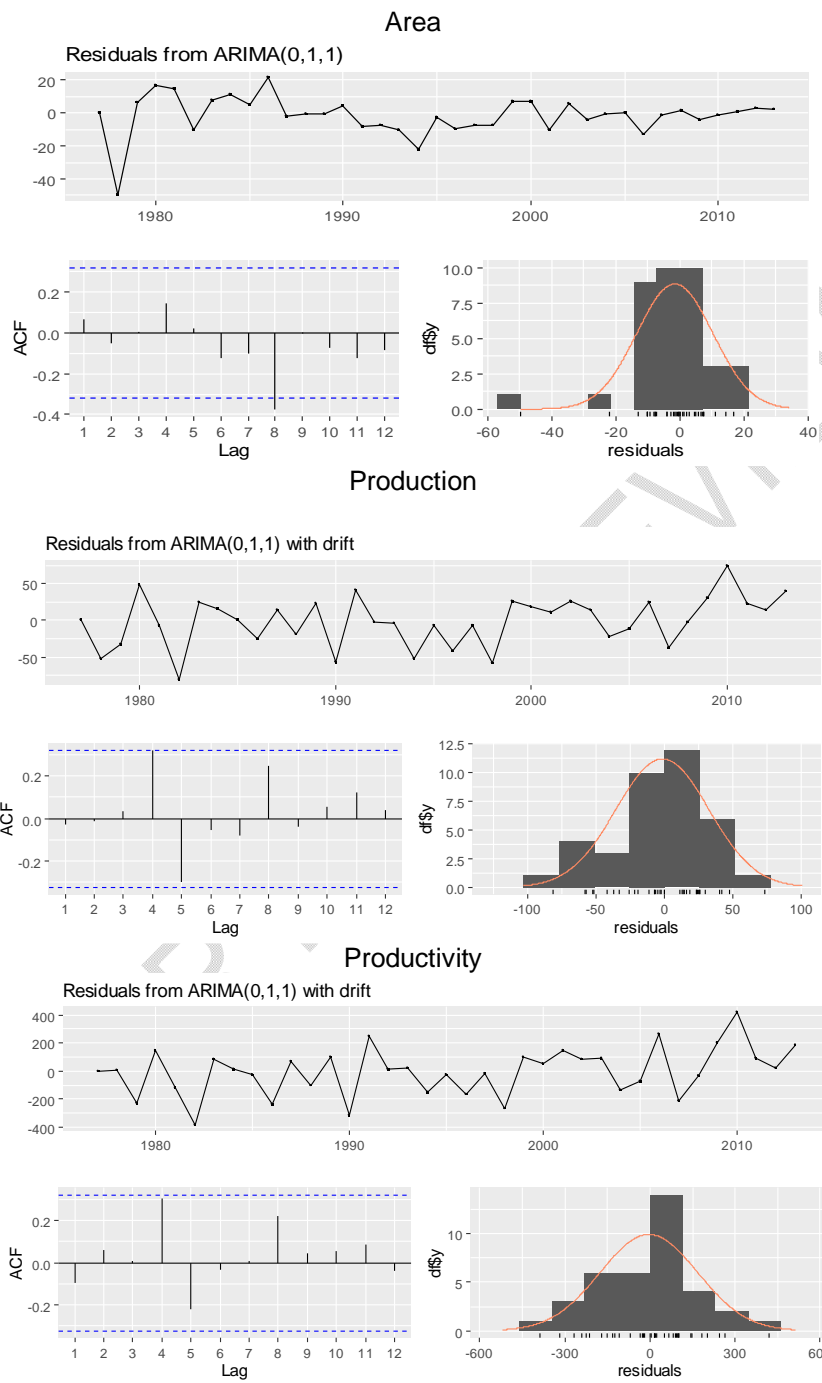 Area
Residuals from ARIMA(0,1,1)
20
0
-20
-40
1980 1990 2000 2010
ACF
0.2
0.0
-0.2
-0.4
1 2 3 4 5 6 7 8 9 10 11 12
Lag
df$y
10.0
7.5
5.0
2.5
0.0
-60 -40 -20 0 20 40
residuals
Production
Residuals from ARIMA(0,1,1) with drift
50
0
-50
1980 1990 2000 2010
ACF
0.2
0.0
-0.2
1 2 3 4 5 6 7 8 9 10 11 12
Lag
df$y
12.5
10.0
7.5
5.0
2.5
0.0
-100 -50 0 50 100
residuals
Productivity
Residuals from ARIMA(0,1,1) with drift
400
200
0
-200
-400
1980 1990 2000 2010
ACF
0.2
0.0
-0.2
1 2 3 4 5 6 7 8 9 10 11 12
Lag
df$y
10
5
0
-600 -300 0 300
residuals